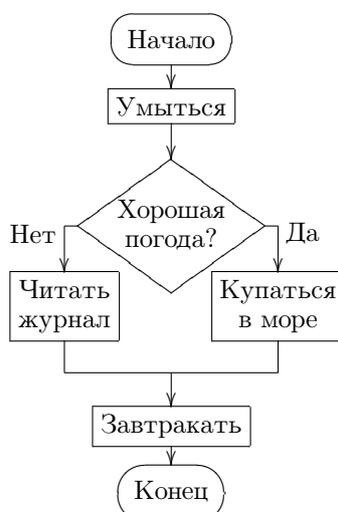 Начало
Умыться
Хорошая
погода?
Нет
Да
Читать
журнал
Купаться
в море
Завтракать
Конец